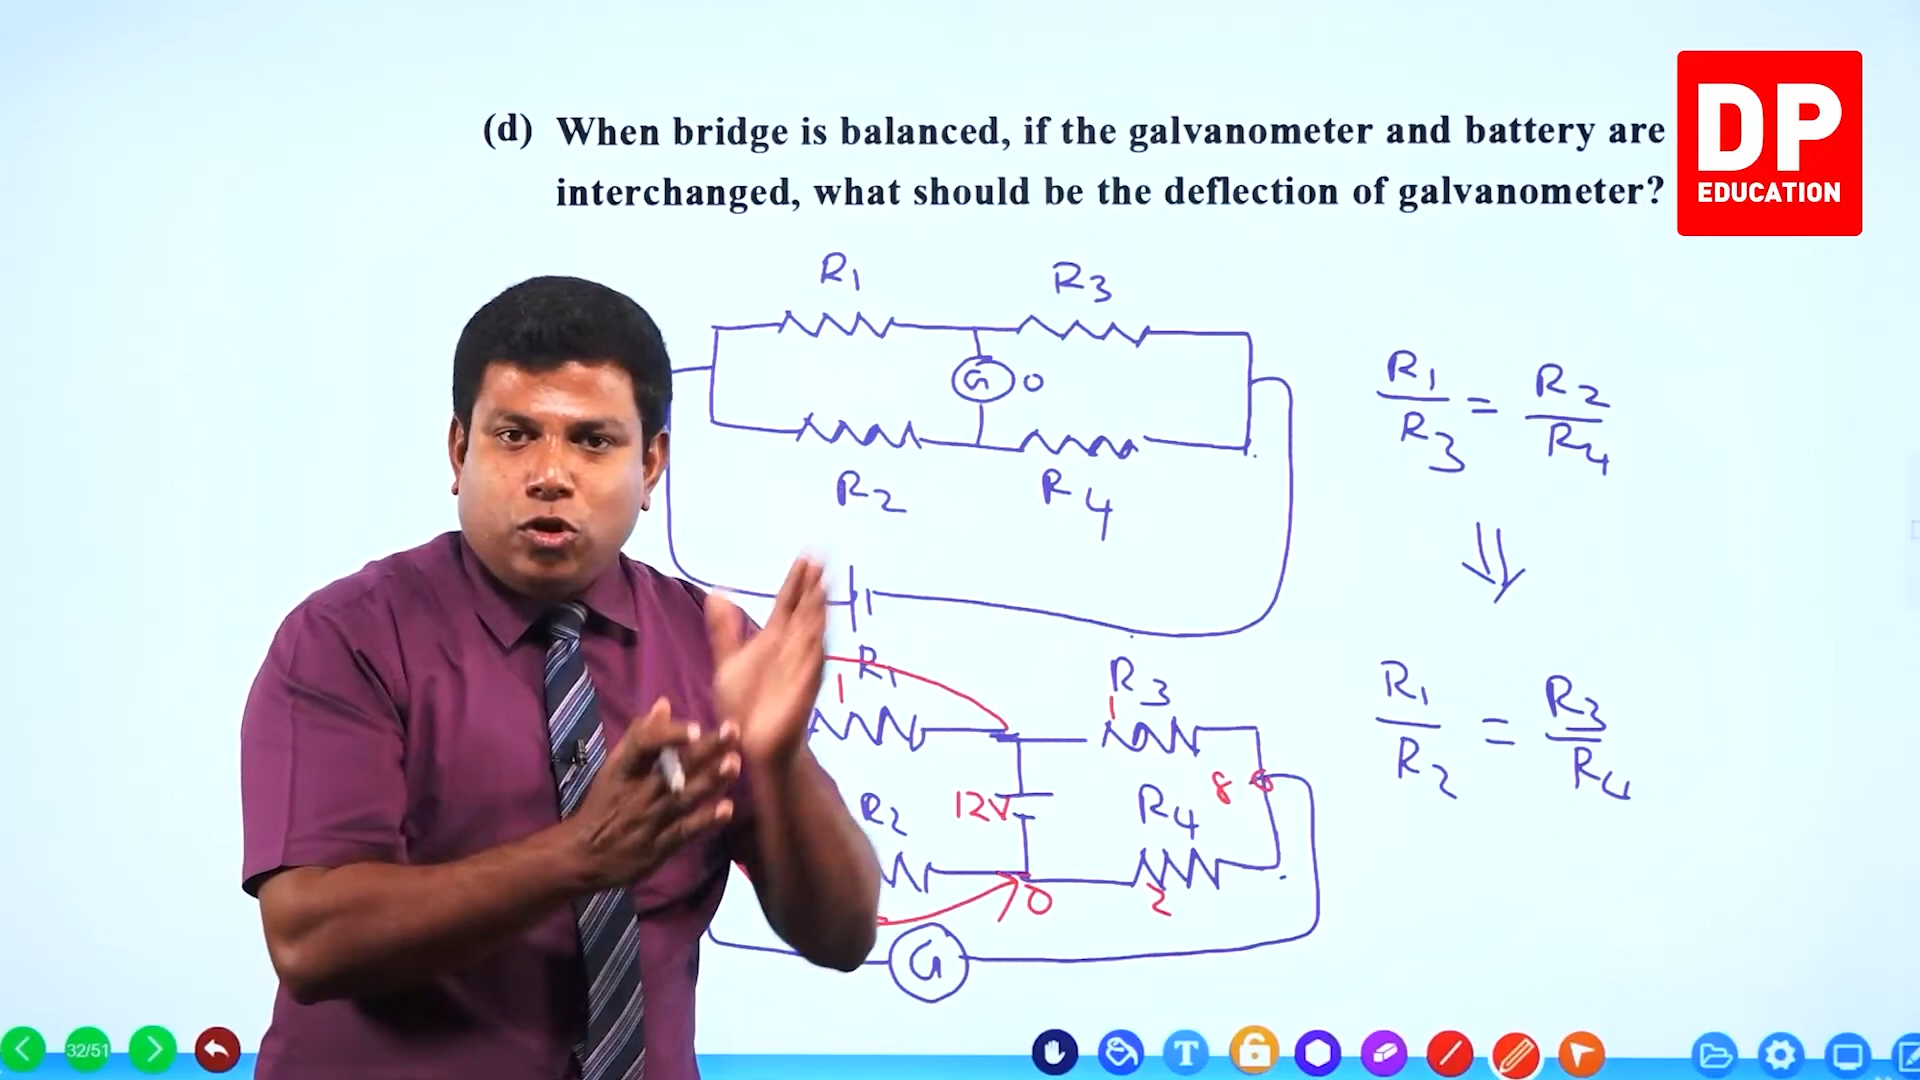 DP
EDUCATION
(d) When bridge is balanced, if the galvanometer and battery are
interchanged, what should be the deflection of galvanometer?
R1
R3
G 0
R2
R4
R1/R3 = R2/R4
⇓
R1/R2 = R3/R4
R1
1
R3
1
R2
12V
R4
8
0
2
G
32/51
T